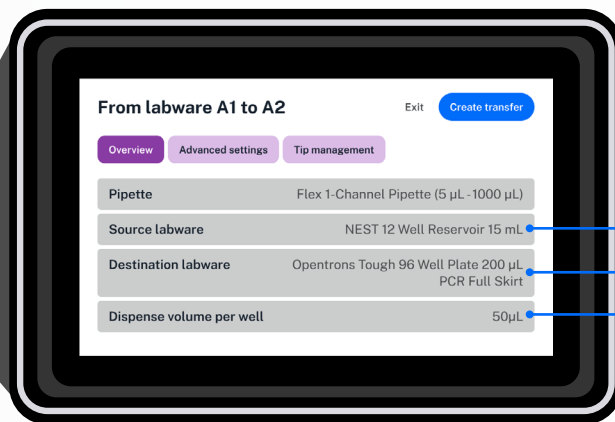 From labware A1 to A2
Exit
Create transfer
Overview
Advanced settings
Tip management
Pipette
Flex 1-Channel Pipette (5 µL - 1000 µL)
Source labware
NEST 12 Well Reservoir 15 mL
Destination labware
Opentrons Tough 96 Well Plate 200 µL
PCR Full Skirt
Dispense volume per well
50µL